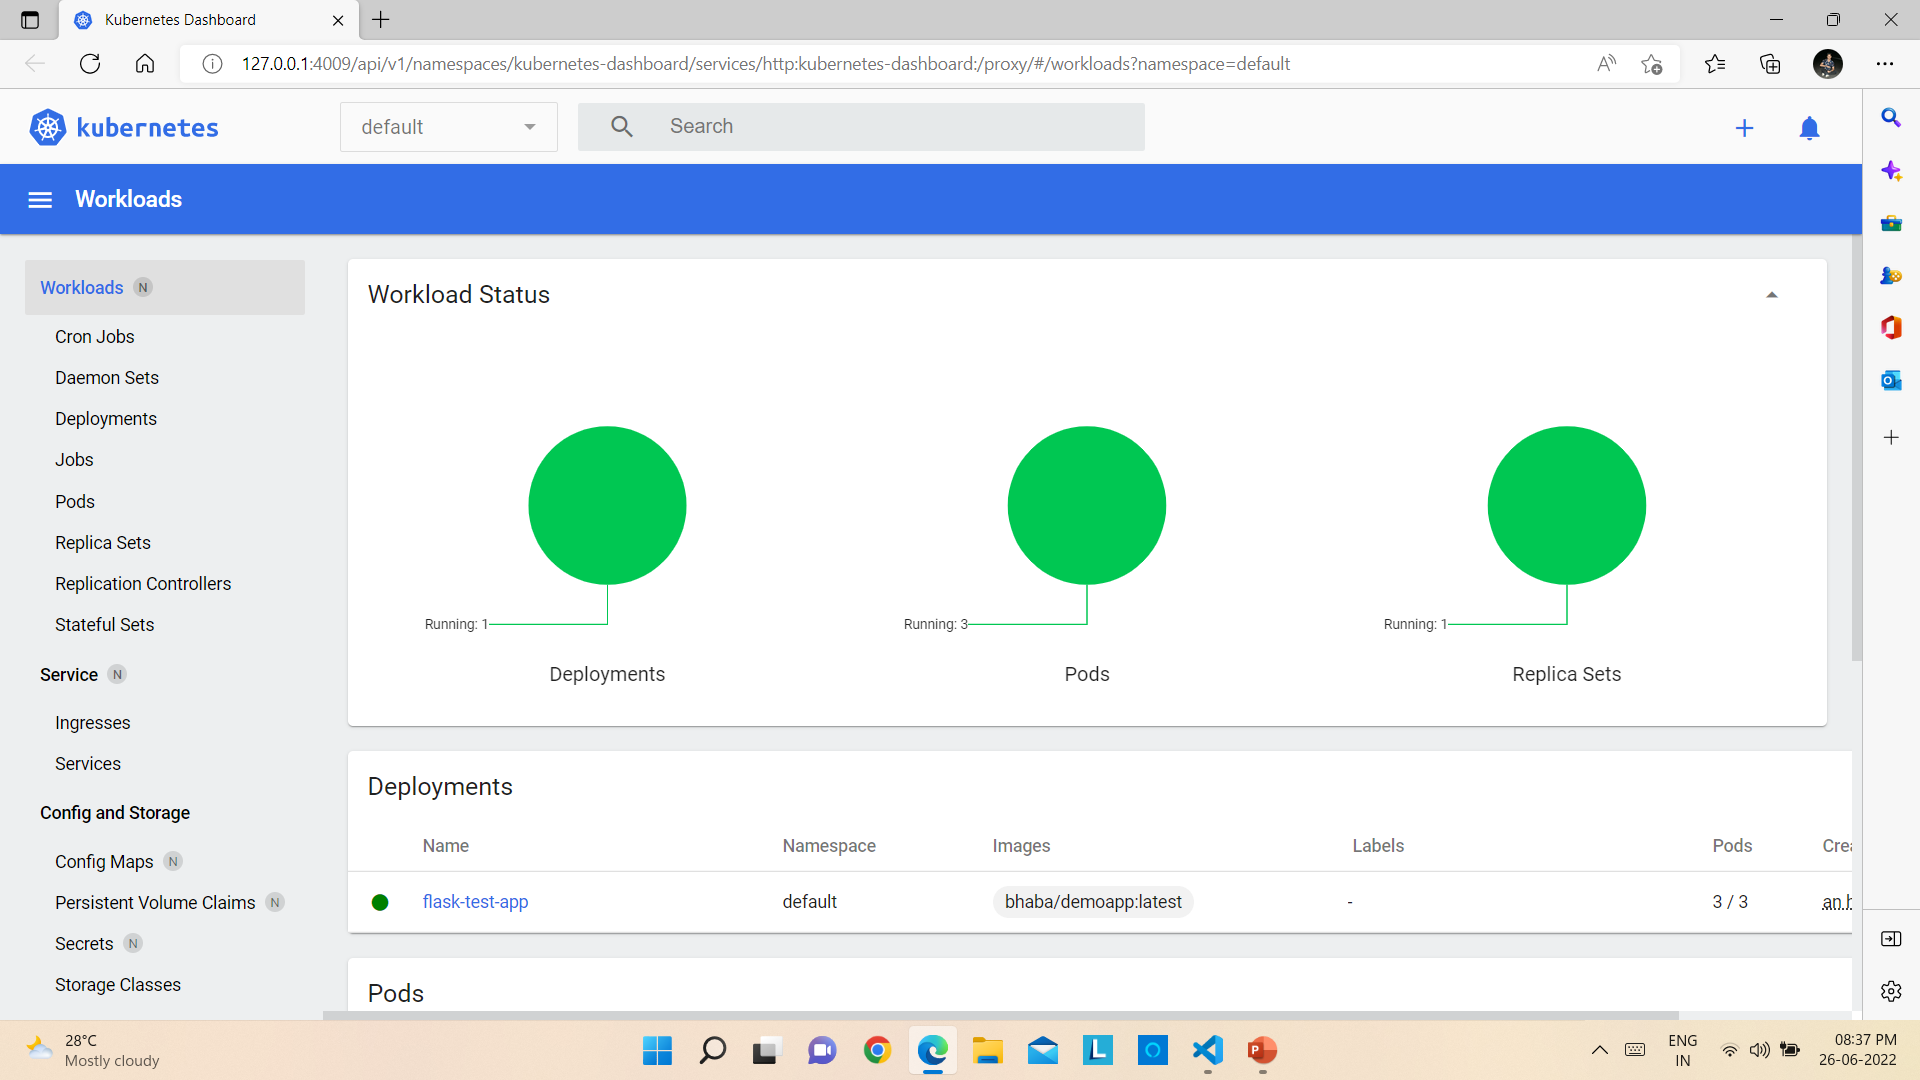 Kubernetes Dashboard
127.0.0.1:4009/api/v1/namespaces/kubernetes-dashboard/services/http:kubernetes-dashboard:/proxy/#/workloads?namespace=default
kubernetes
default
Search
Workloads
Workloads N
Cron Jobs
Daemon Sets
Deployments
Jobs
Pods
Replica Sets
Replication Controllers
Stateful Sets
Service N
Ingresses
Services
Config and Storage
Config Maps N
Persistent Volume Claims N
Secrets N
Storage Classes
Workload Status
Running: 1
Deployments
Running: 3
Pods
Running: 1
Replica Sets
Deployments
Name Namespace Images Labels Pods Crea
flask-test-app default bhaba/demoapp:latest - 3 / 3 an h
Pods
28°C
Mostly cloudy
ENG
IN
08:37 PM
26-06-2022